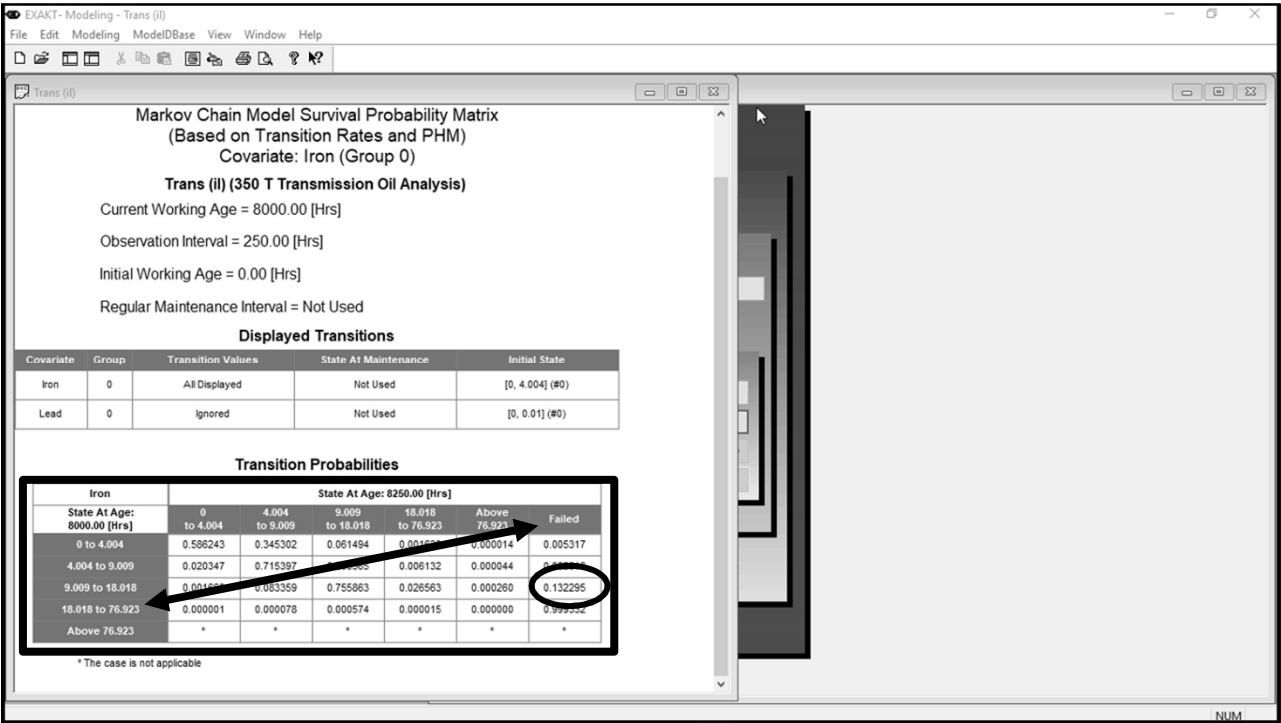 EXAKT- Modeling - Trans (il)
File Edit Modeling ModelDBase View Window Help
Trans (il)
Markov Chain Model Survival Probability Matrix
(Based on Transition Rates and PHM)
Covariate: Iron (Group 0)
Trans (il) (350 T Transmission Oil Analysis)
Current Working Age = 8000.00 [Hrs]
Observation Interval = 250.00 [Hrs]
Initial Working Age = 0.00 [Hrs]
Regular Maintenance Interval = Not Used
Displayed Transitions
Covariate Group Transition Values State At Maintenance Initial State
Iron 0 All Displayed Not Used [0, 4.004] (#0)
Lead 0 Ignored Not Used [0, 0.01] (#0)
Transition Probabilities
Iron State At Age: 8250.00 [Hrs]
State At Age: 8000.00 [Hrs] 0 to 4.004 4.004 to 9.009 9.009 to 18.018 18.018 to 76.923 Above 76.923 Failed
0 to 4.004 0.586243 0.345302 0.061494 0.000014 0.005317
4.004 to 9.009 0.020347 0.715397 0.006132 0.000044
9.009 to 18.018 0.083359 0.755863 0.026563 0.000260 0.132295
18.018 to 76.923 0.000001 0.000078 0.000574 0.000015 0.000000 0.999332
Above 76.923 * * * * * *
* The case is not applicable
NUM